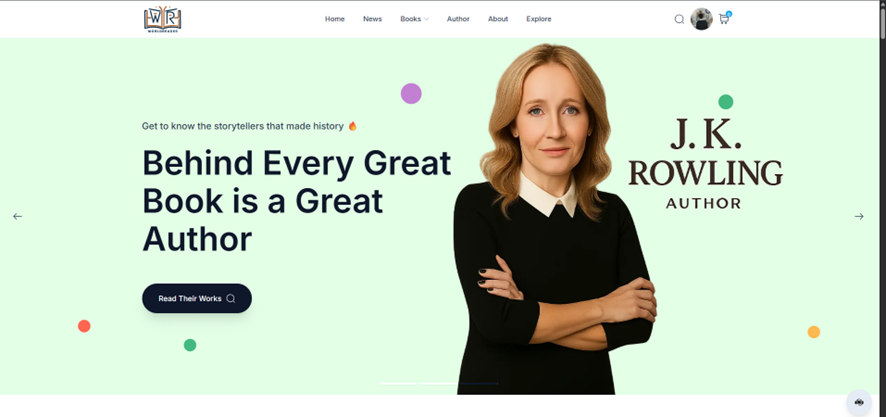 WR
WORLDREADS
Home News Books Author About Explore
Get to know the storytellers that made history
Behind Every Great
Book is a Great
Author
Read Their Works
J. K.
ROWLING
AUTHOR